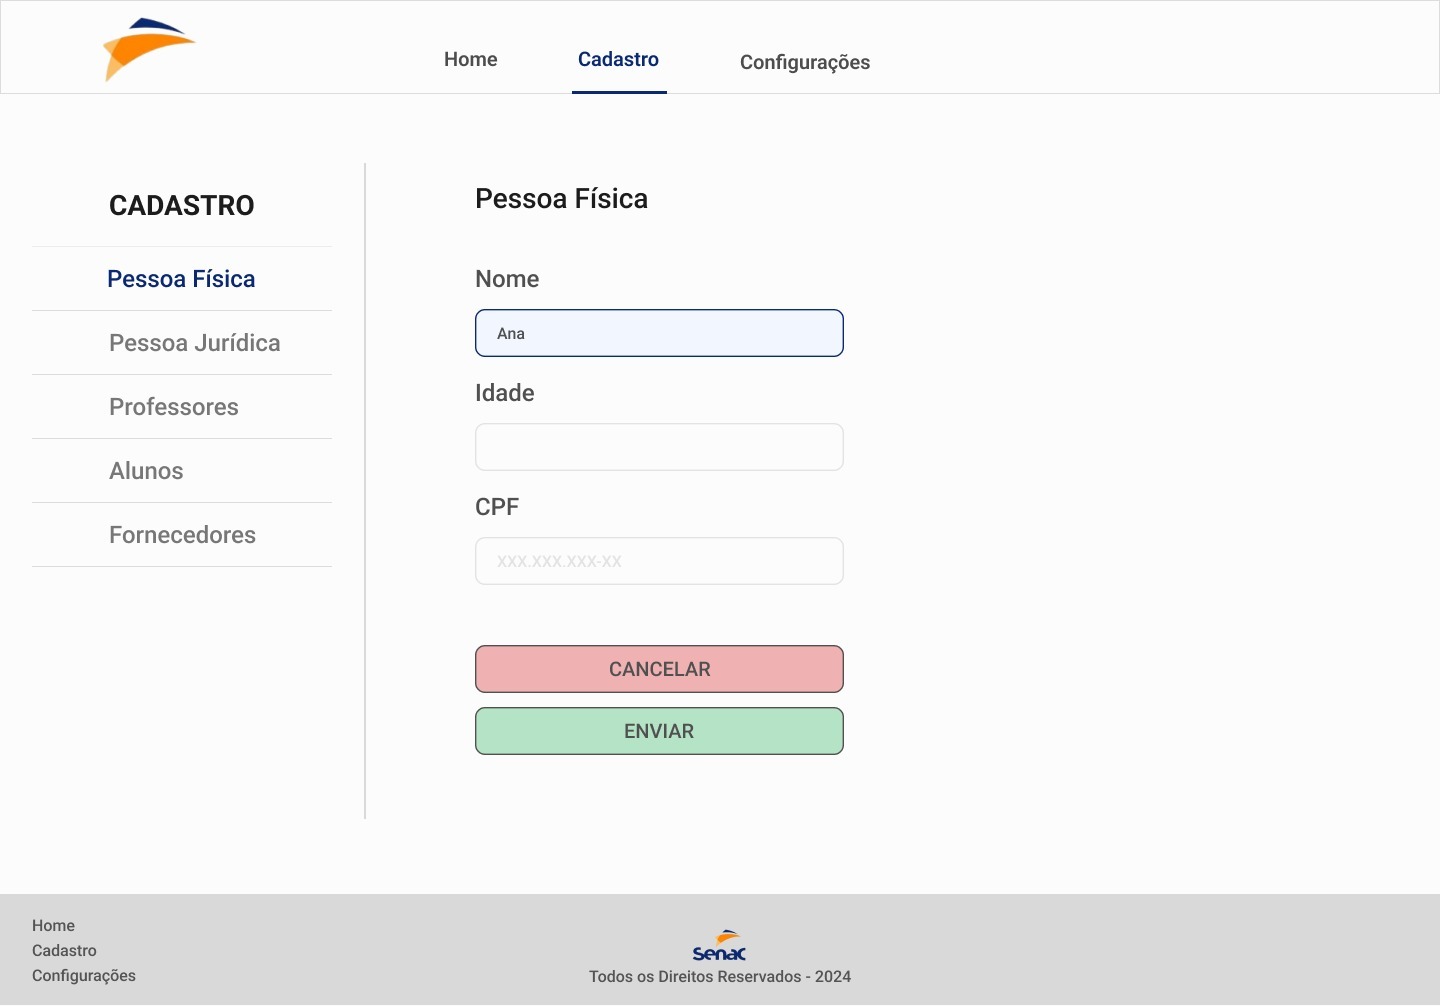 Home
Cadastro
Configurações
CADASTRO
Pessoa Física
Pessoa Jurídica
Professores
Alunos
Fornecedores
Pessoa Física
Nome
Ana
Idade
CPF
XXX.XXX.XXX-XX
CANCELAR
ENVIAR
Home
Cadastro
Configurações
Senac
Todos os Direitos Reservados - 2024